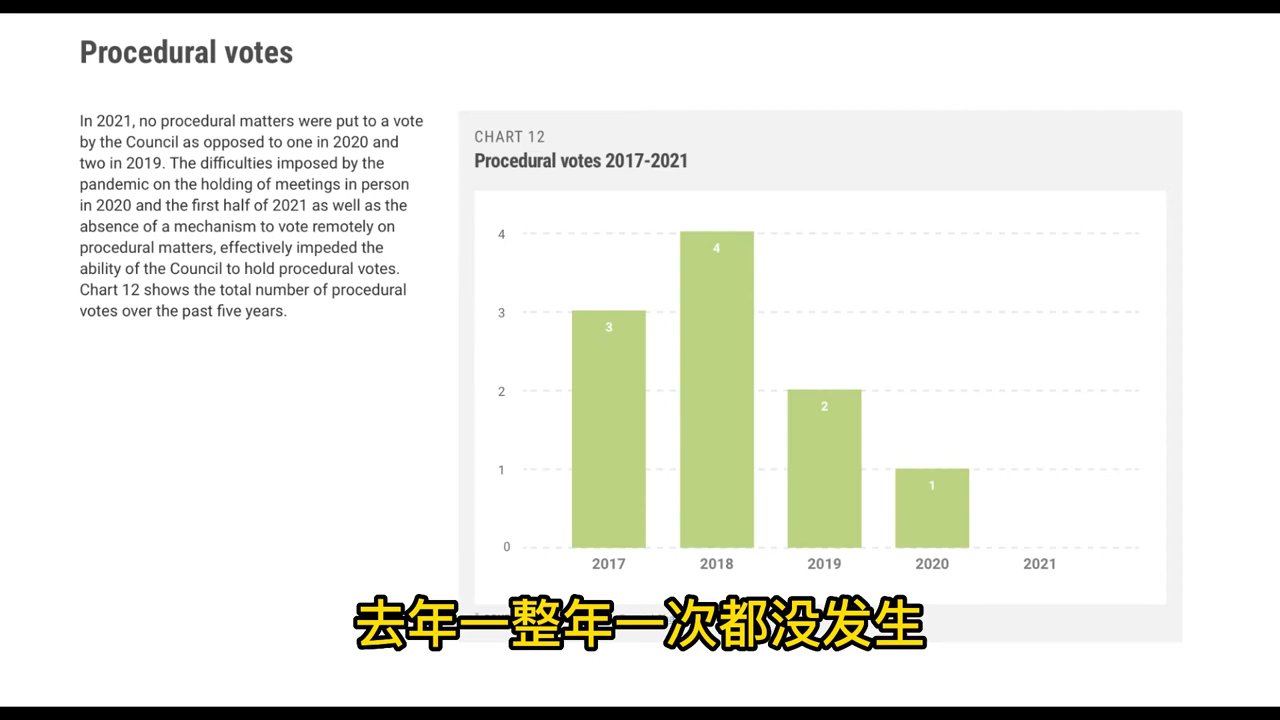 Procedural votes
In 2021, no procedural matters were put to a vote
by the Council as opposed to one in 2020 and
two in 2019. The difficulties imposed by the
pandemic on the holding of meetings in person
in 2020 and the first half of 2021 as well as the
absence of a mechanism to vote remotely on
procedural matters, effectively impeded the
ability of the Council to hold procedural votes.
Chart 12 shows the total number of procedural
votes over the past five years.
CHART 12
Procedural votes 2017-2021
4
3
2
1
0
3
4
2
1
2017 2018 2019 2020 2021
去年一整年一次都没发生